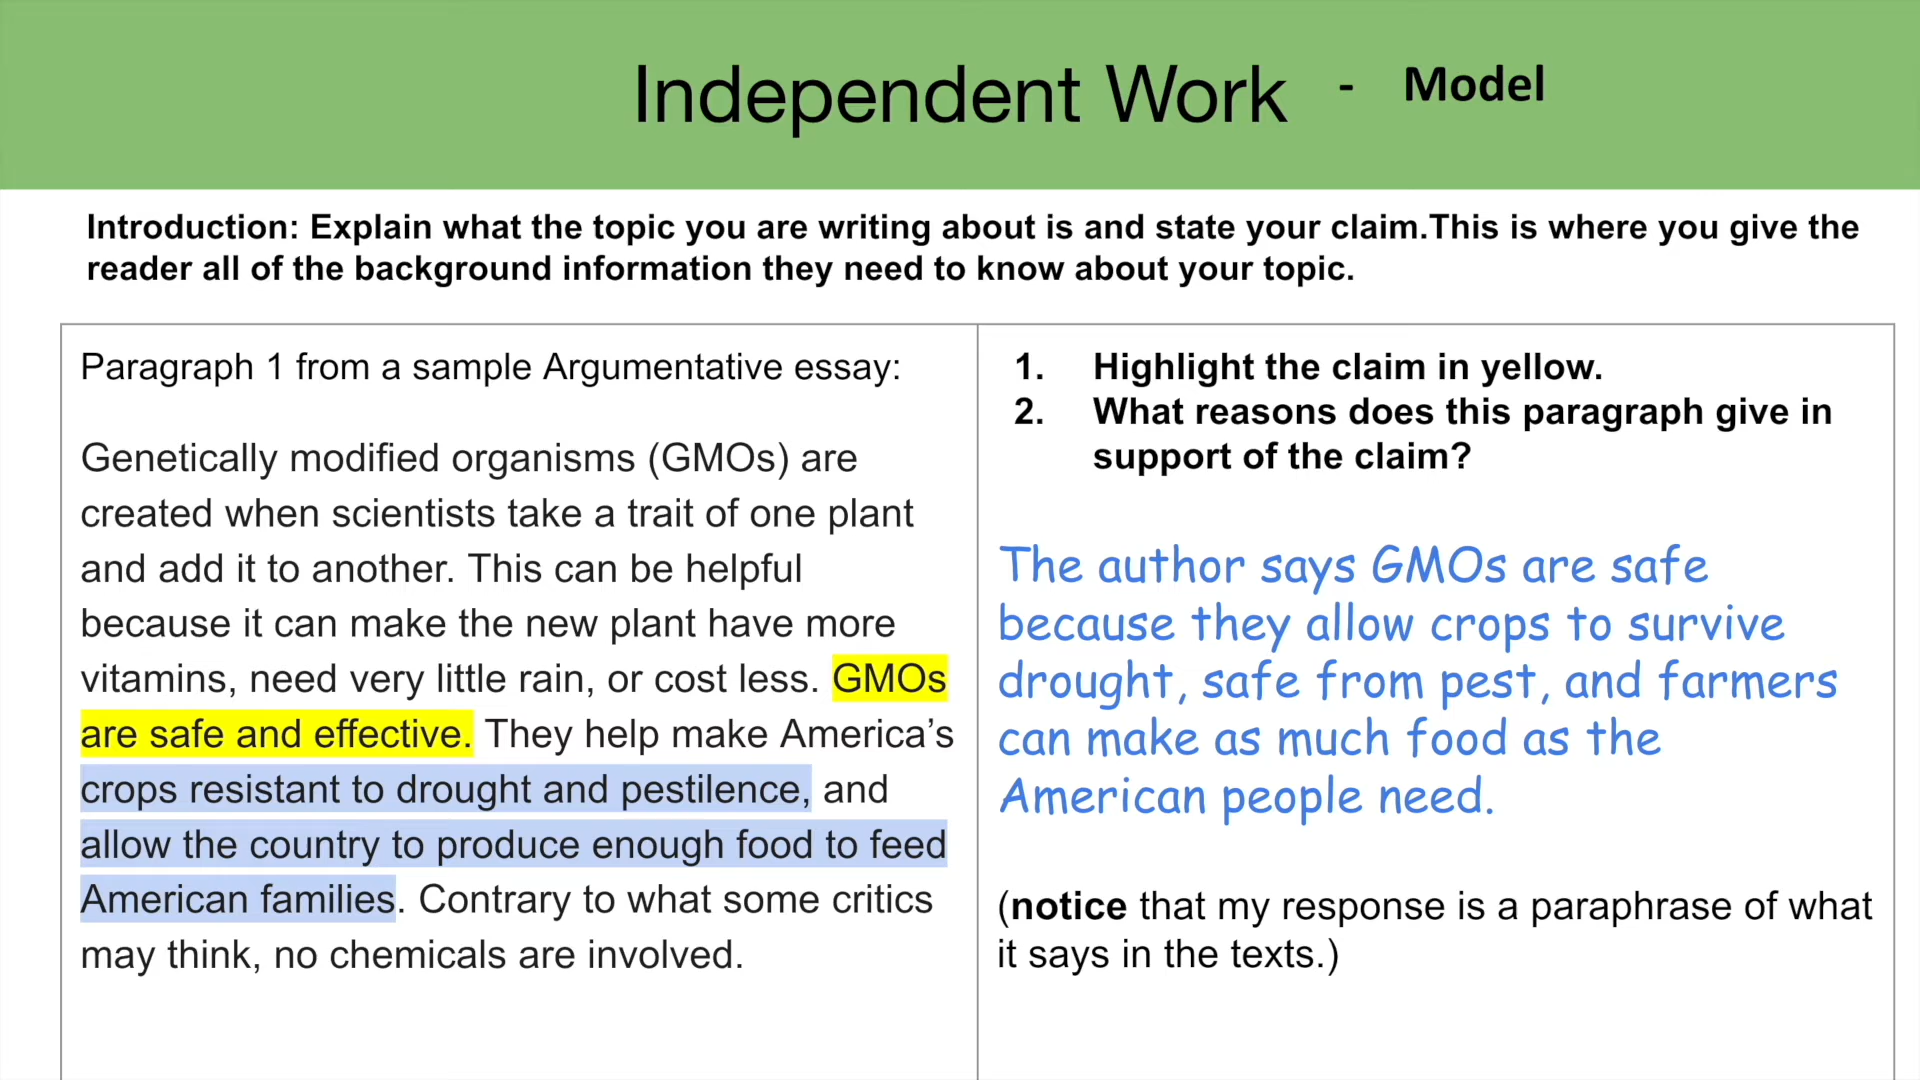 Independent Work - Model
Introduction: Explain what the topic you are writing about is and state your claim.This is where you give the
reader all of the background information they need to know about your topic.
Paragraph 1 from a sample Argumentative essay:
Genetically modified organisms (GMOs) are
created when scientists take a trait of one plant
and add it to another. This can be helpful
because it can make the new plant have more
vitamins, need very little rain, or cost less. GMOs
are safe and effective. They help make America’s
crops resistant to drought and pestilence, and
allow the country to produce enough food to feed
American families. Contrary to what some critics
may think, no chemicals are involved.
1. Highlight the claim in yellow.
2. What reasons does this paragraph give in
support of the claim?
The author says GMOs are safe
because they allow crops to survive
drought, safe from pest, and farmers
can make as much food as the
American people need.
(notice that my response is a paraphrase of what
it says in the texts.)